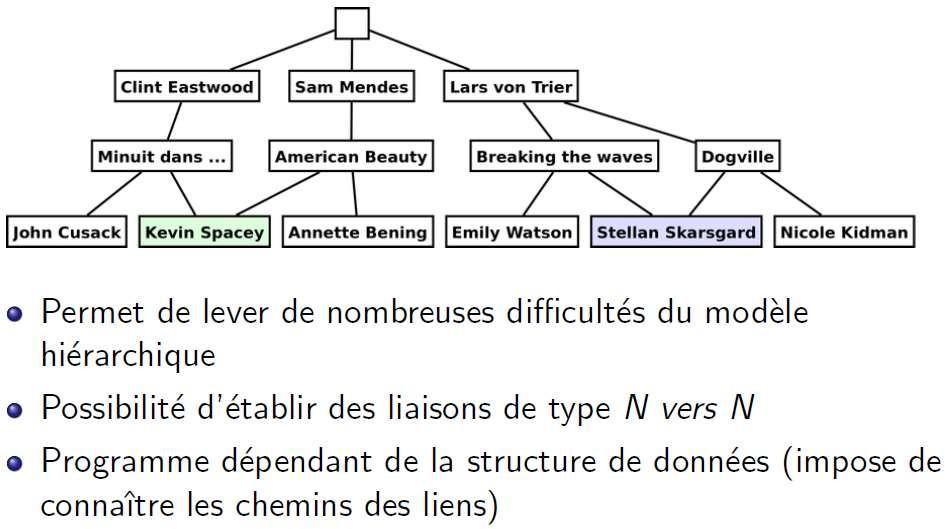 Clint Eastwood Sam Mendes Lars von Trier
Minuit dans ... American Beauty Breaking the waves Dogville
John Cusack Kevin Spacey Annette Bening Emily Watson Stellan Skarsgard Nicole Kidman
Permet de lever de nombreuses difficultés du modèle
hiérarchique
Possibilité d'établir des liaisons de type N vers N
Programme dépendant de la structure de données (impose de
connaître les chemins des liens)